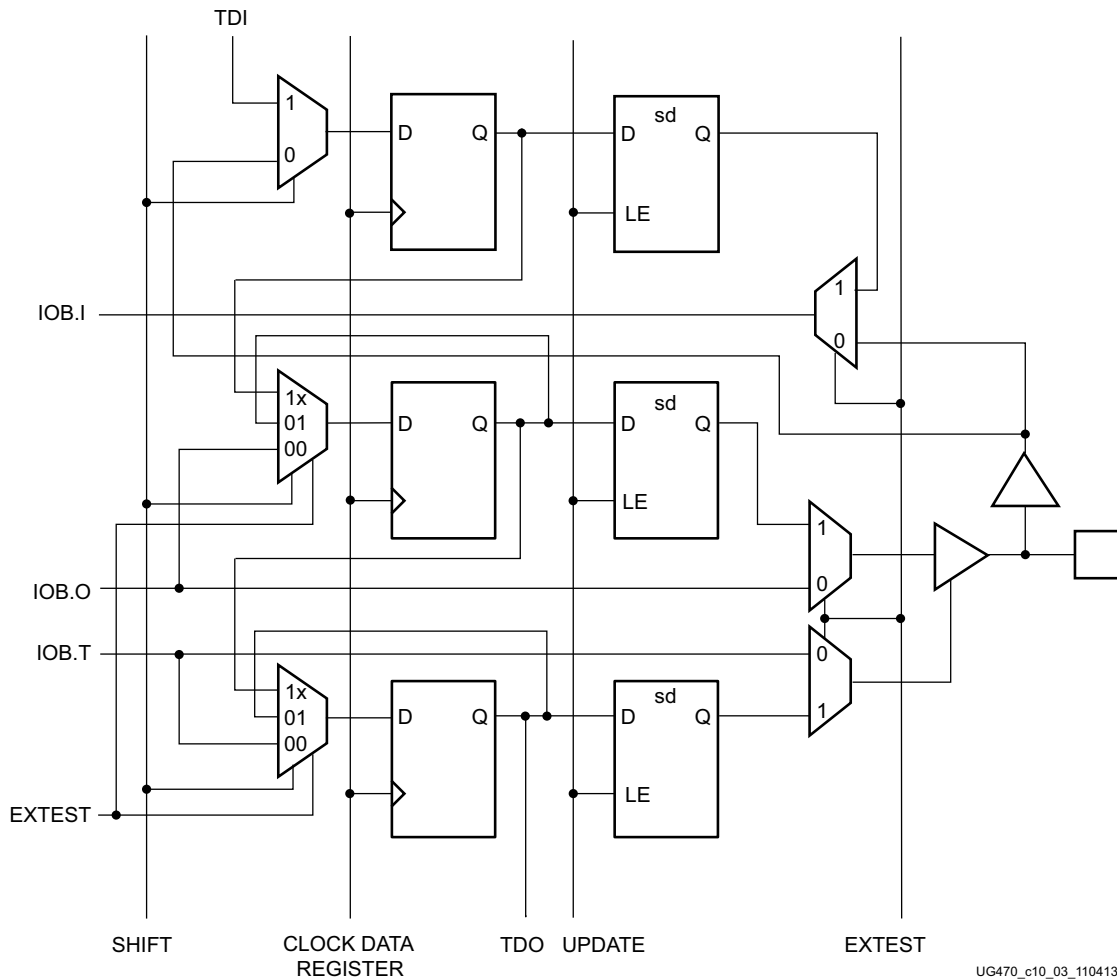 TDI
1
0
D
Q
sd
D
Q
LE
1
0
IOB.I
1x
01
00
D
Q
sd
D
Q
LE
1
0
IOB.O
IOB.T
0
1
1x
01
00
D
Q
sd
D
Q
LE
EXTEST
SHIFT
CLOCK DATA
REGISTER
TDO
UPDATE
EXTEST
UG470_c10_03_110413